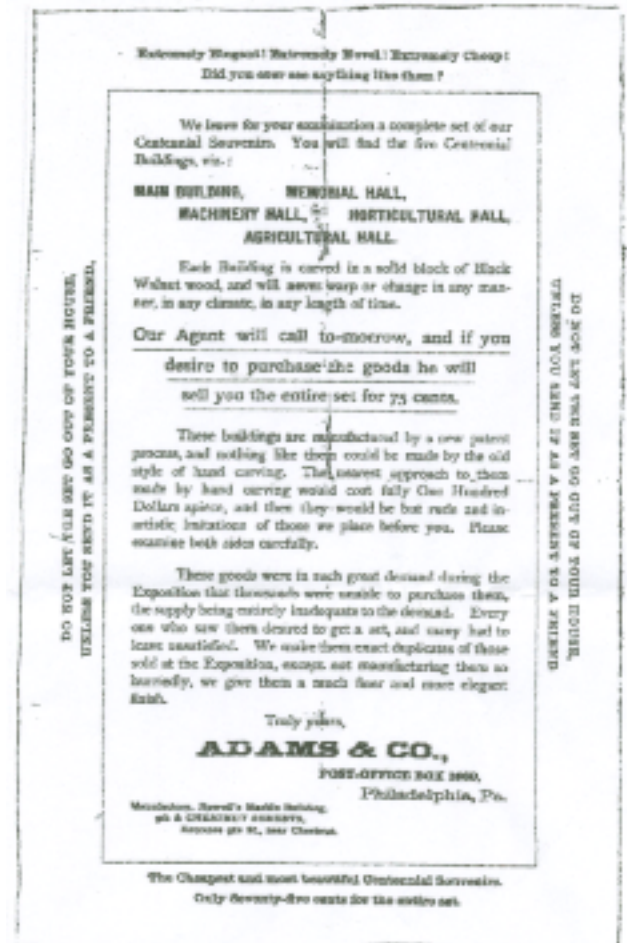 Extremely Elegant! Extremely Novel! Extremely Cheap!
Did you ever see anything like them?
We leave for your examination a complete set of our
Centennial Souvenirs. You will find the five Centennial
Buildings, viz.:
MAIN BUILDING, MEMORIAL HALL,
MACHINERY HALL, HORTICULTURAL HALL,
AGRICULTURAL HALL.
Each Building is carved in a solid block of Black
Walnut wood, and will never warp or change in any man-
ner, in any climate, in any length of time.
Our Agent will call to-morrow, and if you
desire to purchase the goods he will
sell you the entire set for 75 cents.
These buildings are manufactured by a new patent
process, and nothing like them could be made by the old
style of hand carving. The nearest approach to them
made by hand carving would cost fully One Hundred
Dollars apiece, and then they would be but rude and in-
artistic imitations of those we place before you. Please
examine both sides carefully.
These goods were in such great demand during the
Exposition that thousands were unable to purchase them,
the supply being entirely inadequate to the demand. Every
one who saw them desired to get a set, and many had to
leave unsatisfied. We make them exact duplicates of those
sold at the Exposition, except not manufacturing them so
hurriedly, we give them a much finer and more elegant
finish.
Truly yours,
ADAMS & CO.,
POST-OFFICE BOX
Philadelphia, Pa.
Building,
9th & CHESTNUT STREETS,
Entrance 9th St., near Chestnut.
The Cheapest and most beautiful Centennial Souvenirs.
Only Seventy-five cents for the entire set.
DO NOT LET THE SET GO OUT OF YOUR HOUSE,
UNLESS YOU SEND IT AS A PRESENT TO A FRIEND.
DO NOT LET THE SET GO OUT OF YOUR HOUSE,
UNLESS YOU SEND IT AS A PRESENT TO A FRIEND